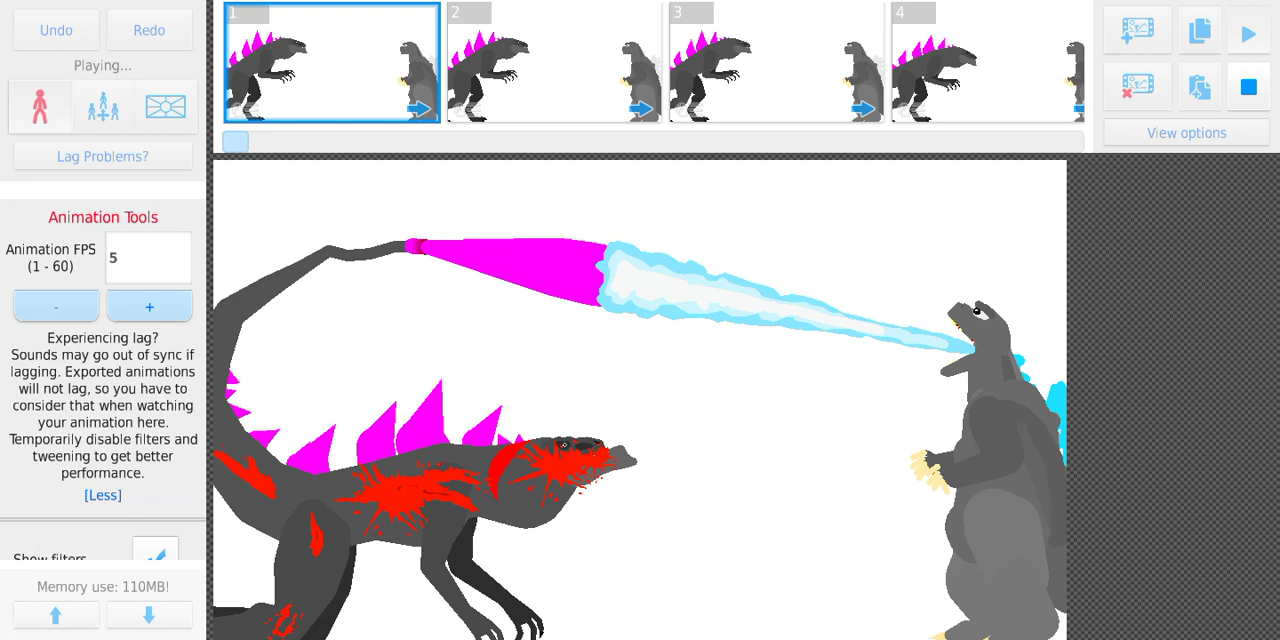 Undo
Redo
Playing...
Lag Problems?
Animation Tools
Animation FPS
(1 - 60)
5
-
+
Experiencing lag?
Sounds may go out of sync if
lagging. Exported animations
will not lag, so you have to
consider that when watching
your animation here.
Temporarily disable filters and
tweening to get better
performance.
[Less]
Show filters
Memory use: 110MB!
1
2
3
4
View options